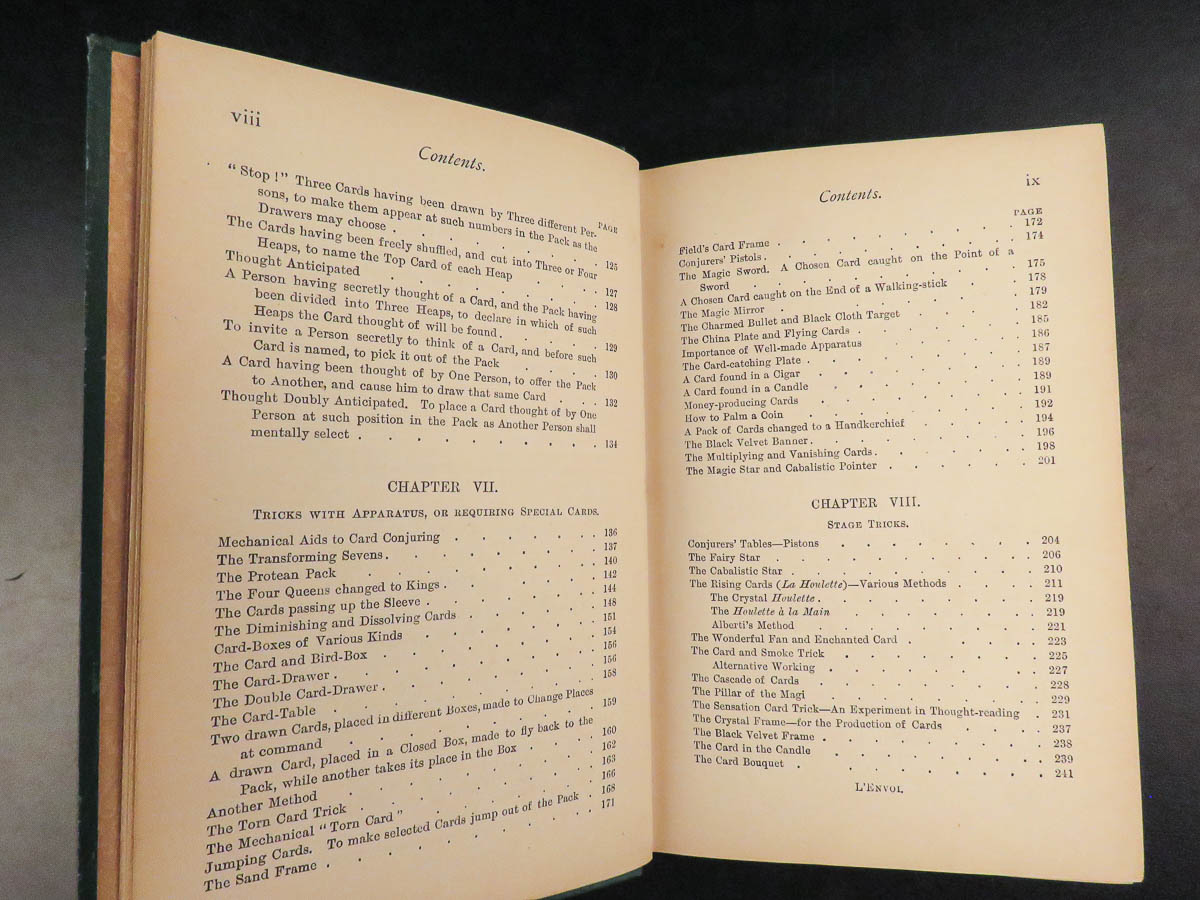 viii
Contents.
PAGE
"Stop!" Three Cards having been drawn by Three different Per-
sons, to make them appear at such numbers in the Pack as the
Drawers may choose . . . . . . . 125
The Cards having been freely shuffled, and cut into Three or Four
Heaps, to name the Top Card of each Heap . . . . 127
Thought Anticipated . . . . . . . 128
A Person having secretly thought of a Card, and the Pack having
been divided into Three Heaps, to declare in which of such
Heaps the Card thought of will be found . . . . . 129
To invite a Person secretly to think of a Card, and before such
Card is named, to pick it out of the Pack . . . . 130
A Card having been thought of by One Person, to offer the Pack
to Another, and cause him to draw that same Card . . . 132
Thought Doubly Anticipated. To place a Card thought of by One
Person at such position in the Pack as Another Person shall
mentally select . . . . . . . . . 134
CHAPTER VII.
TRICKS WITH APPARATUS, OR REQUIRING SPECIAL CARDS.
Mechanical Aids to Card Conjuring . . . . . . 136
The Transforming Sevens . . . . . . . 137
The Protean Pack . . . . . . . 140
The Four Queens changed to Kings . . . . . . 142
The Cards passing up the Sleeve . . . . . . 144
The Diminishing and Dissolving Cards . . . . . 148
Card-Boxes of Various Kinds . . . . . . 151
The Card and Bird-Box . . . . . . . 154
The Card-Drawer . . . . . . . 156
The Double Card-Drawer . . . . . . . 156
The Card-Table . . . . . . . 158
Two drawn Cards, placed in different Boxes, made to Change Places
at command . . . . . . . 159
A drawn Card, placed in a Closed Box, made to fly back to the
Pack, while another takes its place in the Box . . . . 160
Another Method . . . . . . . 162
The Torn Card Trick . . . . . . . 163
The Mechanical "Torn Card" . . . . . . 166
Jumping Cards. To make selected Cards jump out of the Pack . 168
The Sand Frame . . . . . . . 171
ix
Contents.
PAGE
Field's Card Frame . . . . . . . 172
Conjurers' Pistols . . . . . . . 174
The Magic Sword. A Chosen Card caught on the Point of a
Sword . . . . . . . 175
A Chosen Card caught on the End of a Walking-stick . . 178
The Magic Mirror . . . . . . . 179
The Charmed Bullet and Black Cloth Target . . . . 182
The China Plate and Flying Cards . . . . . 185
Importance of Well-made Apparatus . . . . . 186
The Card-catching Plate . . . . . . . 187
A Card found in a Cigar . . . . . . . 189
A Card found in a Candle . . . . . . . 189
Money-producing Cards . . . . . . . 191
How to Palm a Coin . . . . . . . 192
A Pack of Cards changed to a Handkerchief . . . . 194
The Black Velvet Banner . . . . . . . 196
The Multiplying and Vanishing Cards . . . . . 198
The Magic Star and Cabalistic Pointer . . . . . 201
CHAPTER VIII.
STAGE TRICKS.
Conjurers' Tables—Pistons . . . . . . . 204
The Fairy Star . . . . . . . 206
The Cabalistic Star . . . . . . . 210
The Rising Cards (La Houlette)—Various Methods . . . 211
The Crystal Houlette . . . . . . . 219
The Houlette à la Main . . . . . . 219
Alberti's Method . . . . . . . 221
The Wonderful Fan and Enchanted Card . . . . 223
The Card and Smoke Trick . . . . . . 225
Alternative Working . . . . . . 227
The Cascade of Cards . . . . . . . 228
The Pillar of the Magi . . . . . . . 229
The Sensation Card Trick—An Experiment in Thought-reading . 231
The Crystal Frame—for the Production of Cards . . . 237
The Black Velvet Frame . . . . . . . 238
The Card in the Candle . . . . . . . 239
The Card Bouquet . . . . . . . 241
L'ENVOI.